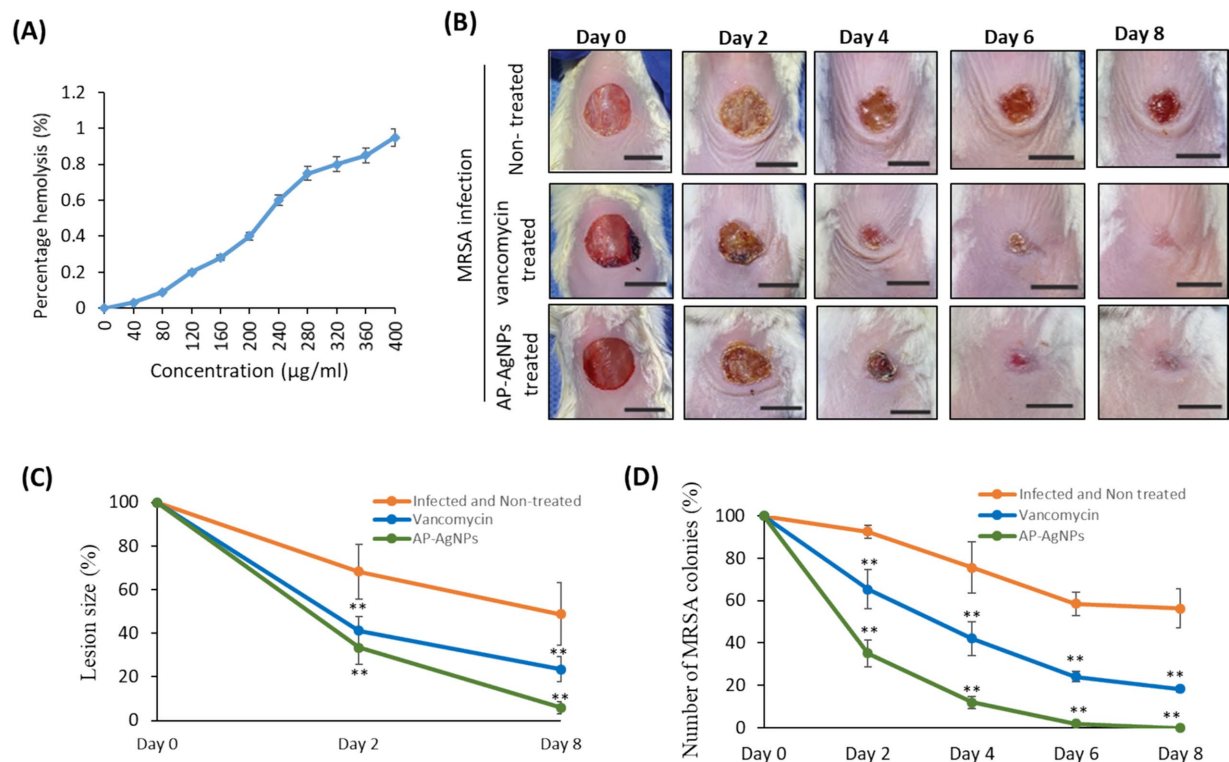 (A)
1.2
1
0.8
0.6
0.4
0.2
0
Percentage hemolysis (%)
0 40 80 120 160 200 240 280 320 360 400
Concentration (µg/ml)
(B)
Day 0 Day 2 Day 4 Day 6 Day 8
MRSA infection
Non- treated
vancomycin
treated
AP-AgNPs
treated
(C)
Infected and Non-treated
Vancomycin
AP-AgNPs
100
80
60
40
20
0
Lesion size (%)
**
**
**
**
Day 0 Day 2 Day 8
(D)
Infected and Non treated
Vancomycin
AP-AgNPs
100
80
60
40
20
0
Number of MRSA colonies (%)
**
**
**
**
**
**
**
**
Day 0 Day 2 Day 4 Day 6 Day 8